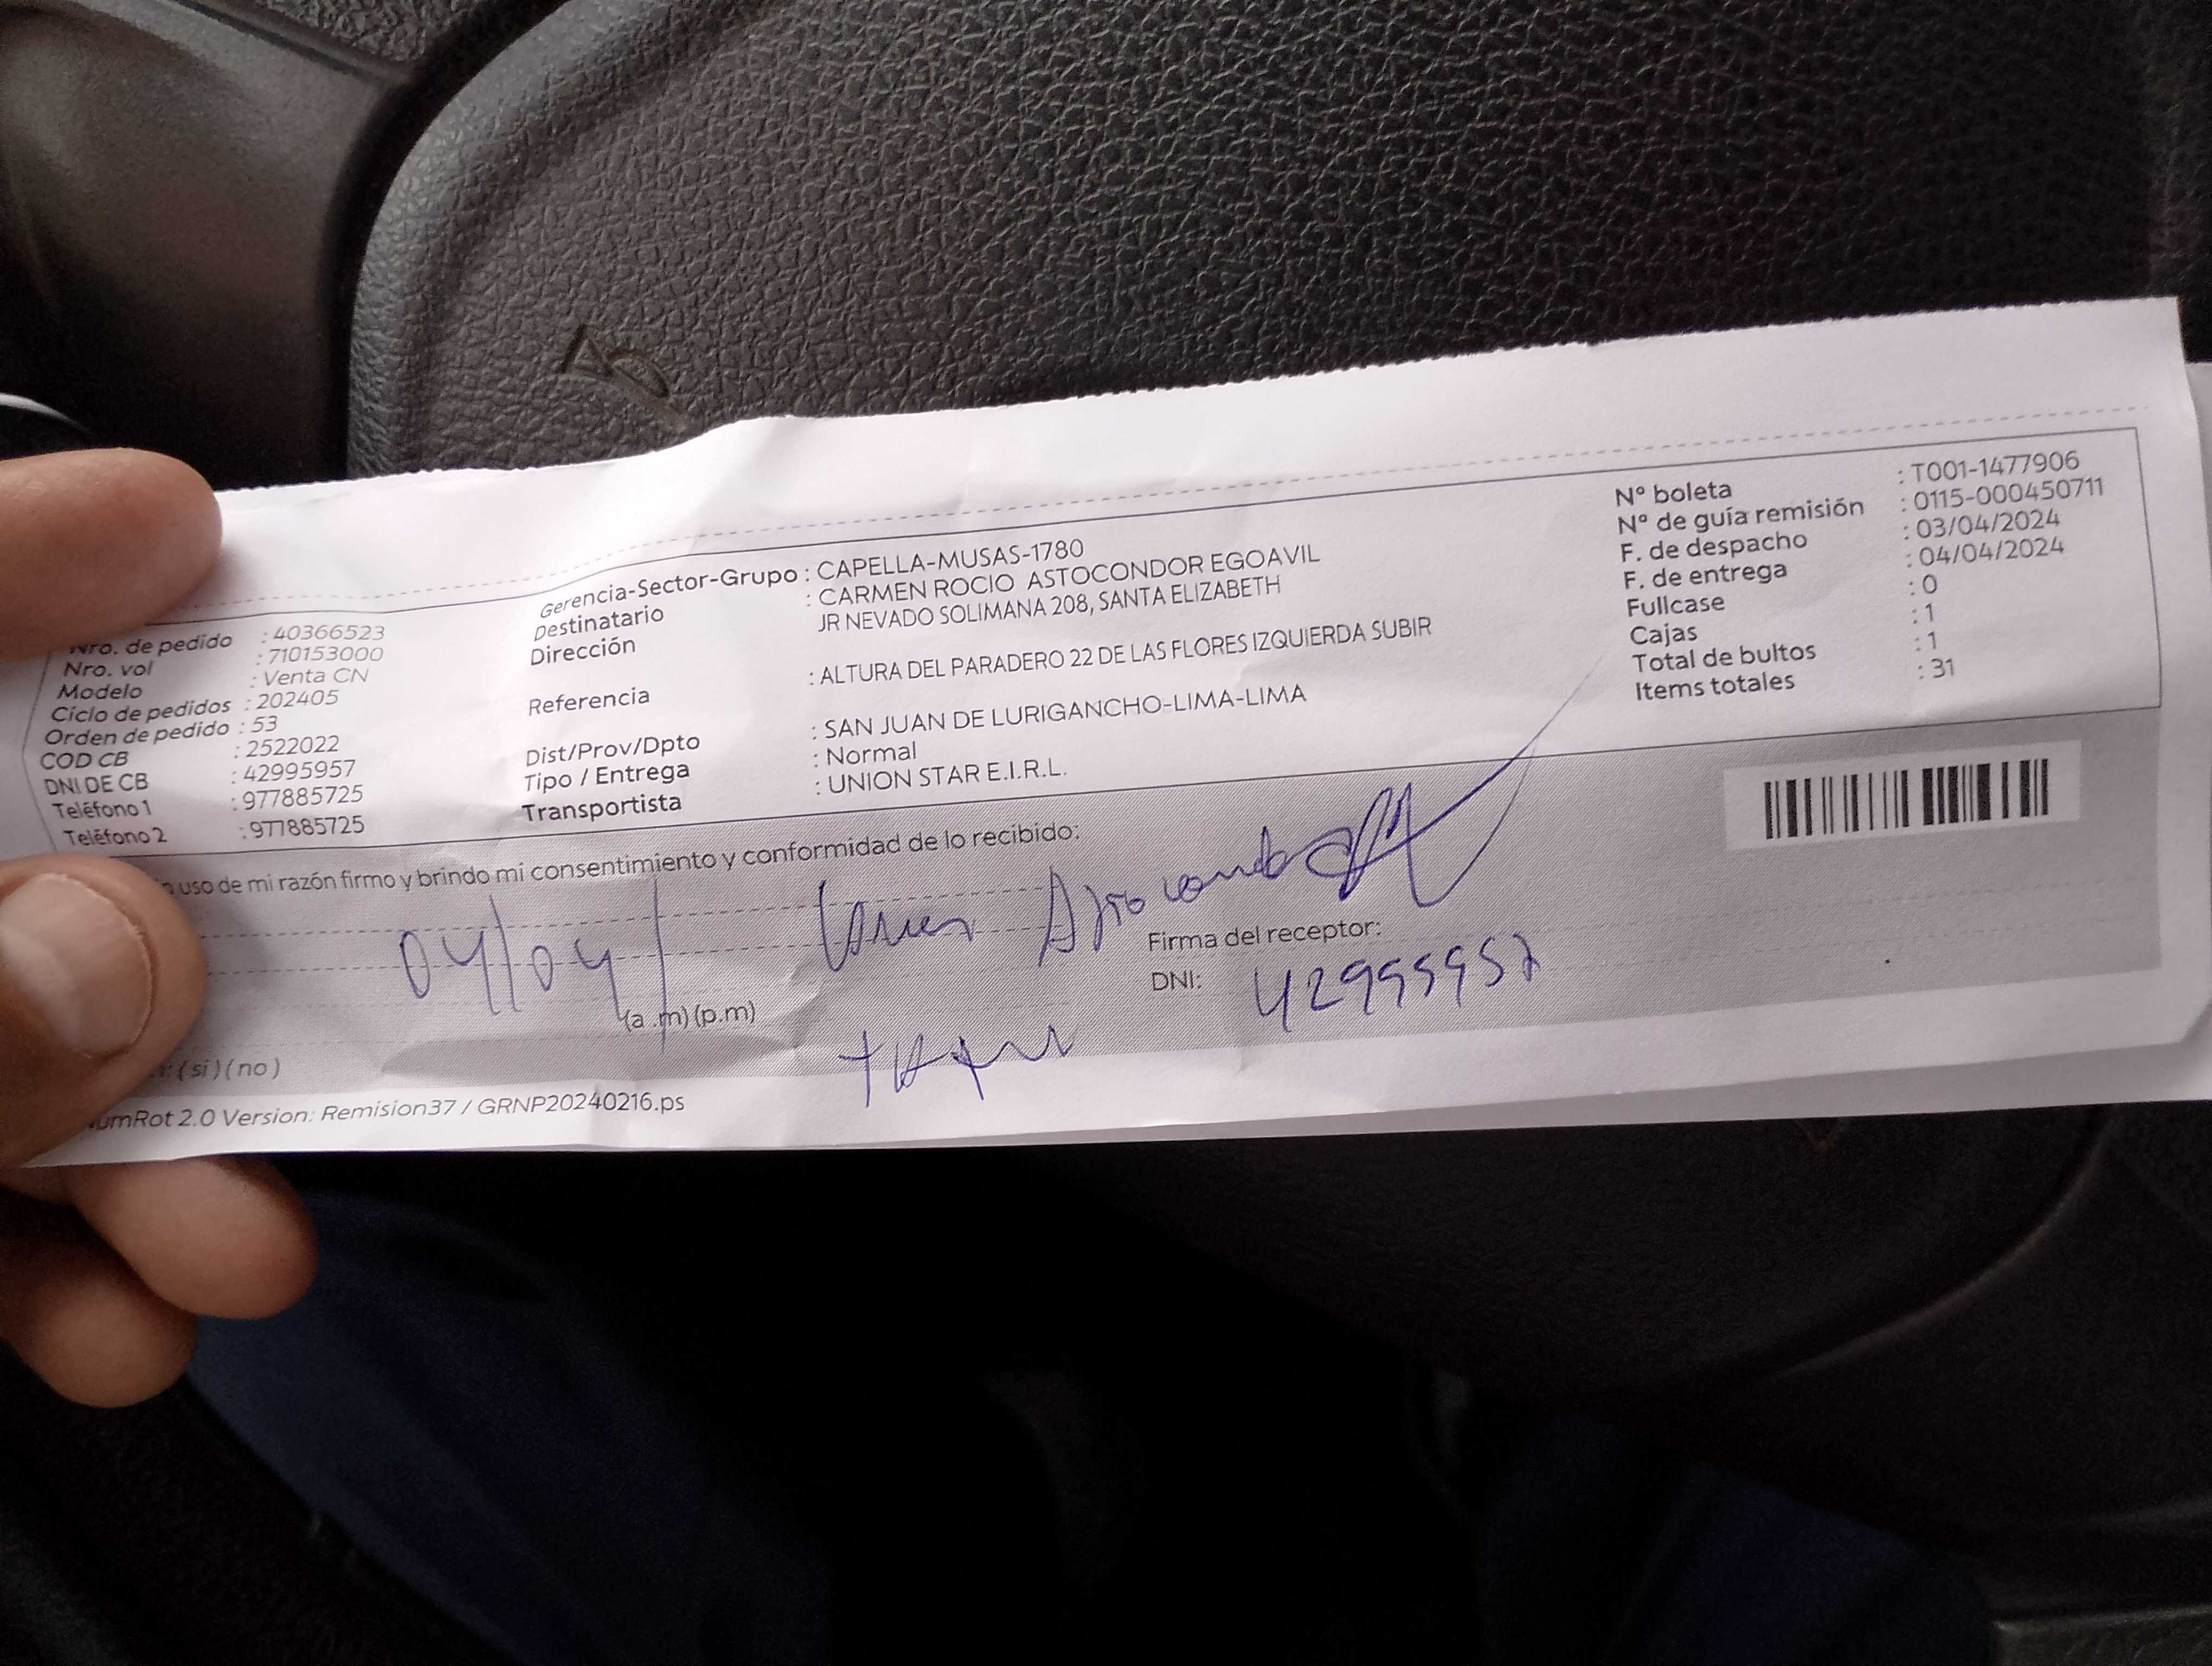 Nro. de pedido : 40366523
Nro. vol : 710153000
Modelo : Venta CN
Ciclo de pedidos : 202405
Orden de pedido : 53
COD CB : 2522022
DNI DE CB : 42995957
Teléfono 1 : 977885725
Teléfono 2 : 977885725
Gerencia-Sector-Grupo : CAPELLA-MUSAS-1780
Destinatario : CARMEN ROCIO ASTOCONDOR EGOAVIL
Dirección JR NEVADO SOLIMANA 208, SANTA ELIZABETH
Referencia : ALTURA DEL PARADERO 22 DE LAS FLORES IZQUIERDA SUBIR
Dist/Prov/Dpto : SAN JUAN DE LURIGANCHO-LIMA-LIMA
Tipo / Entrega : Normal
Transportista : UNION STAR E.I.R.L.
N° boleta : T001-1477906
N° de guía remisión : 0115-000450711
F. de despacho : 03/04/2024
F. de entrega : 04/04/2024
Fullcase : 0
Cajas : 1
Total de bultos : 1
Items totales : 31
uso de mi razón firmo y brindo mi consentimiento y conformidad de lo recibido:
04/04/
Firma del receptor:
(a .m) (p.m)
DNI: 42995957
: ( si ) ( no )
Rot 2.0 Version: Remision37 / GRNP20240216.ps